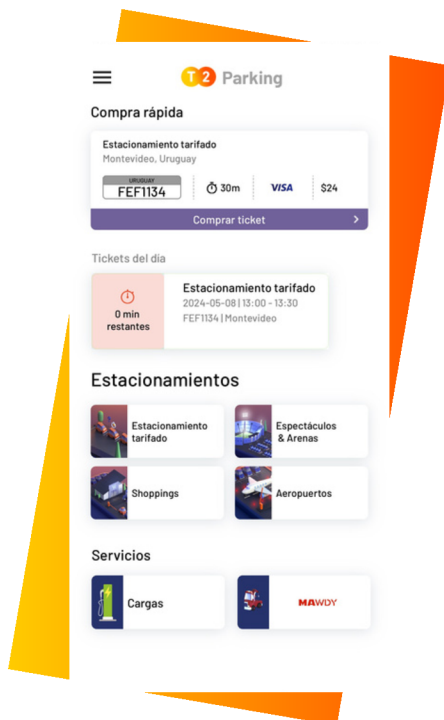 T2 Parking
Compra rápida
Estacionamiento tarifado
Montevideo, Uruguay
URUGUAY
FEF1134
30m
VISA
$24
Comprar ticket
Tickets del día
0 min
restantes
Estacionamiento tarifado
2024-05-08 | 13:00 - 13:30
FEF1134 | Montevideo
Estacionamientos
Estacionamiento
tarifado
Espectáculos
& Arenas
Shoppings
Aeropuertos
Servicios
Cargas
MAWDY